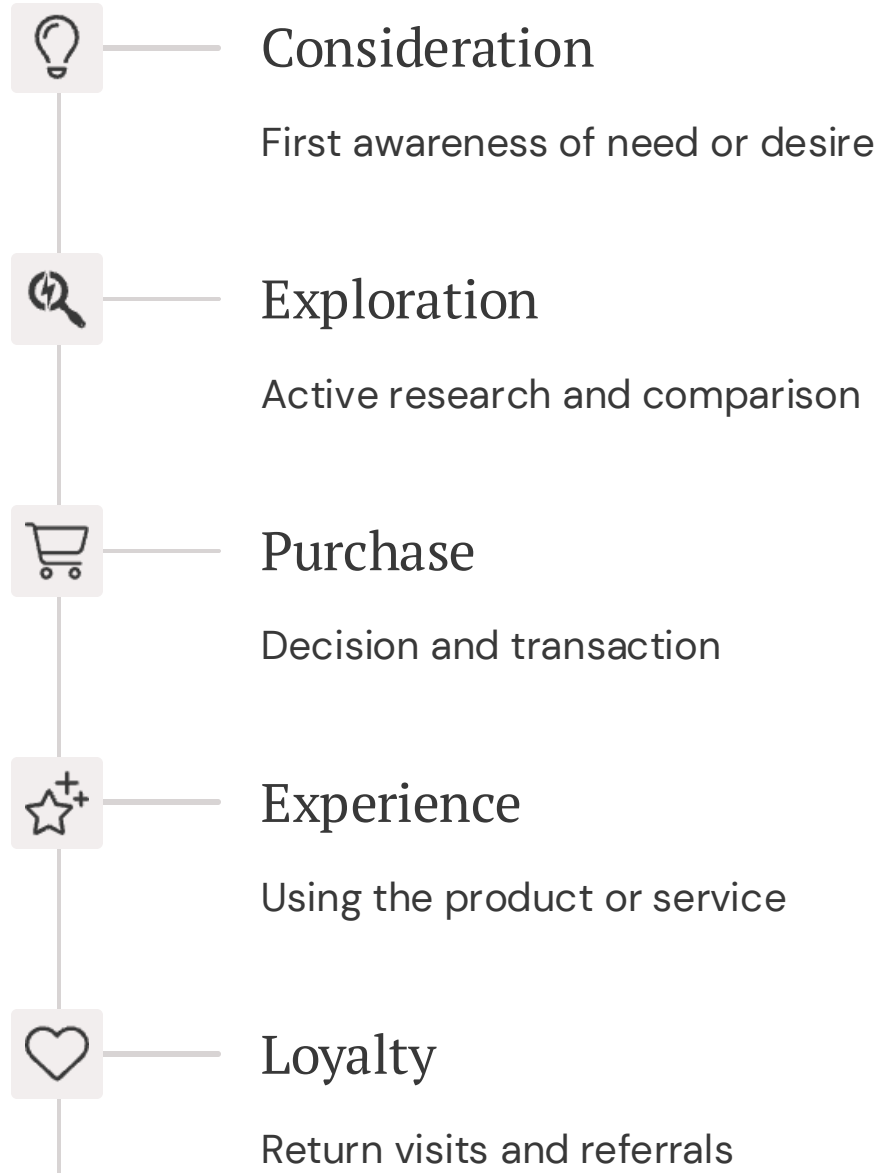 Consideration
First awareness of need or desire
Exploration
Active research and comparison
Purchase
Decision and transaction
Experience
Using the product or service
Loyalty
Return visits and referrals